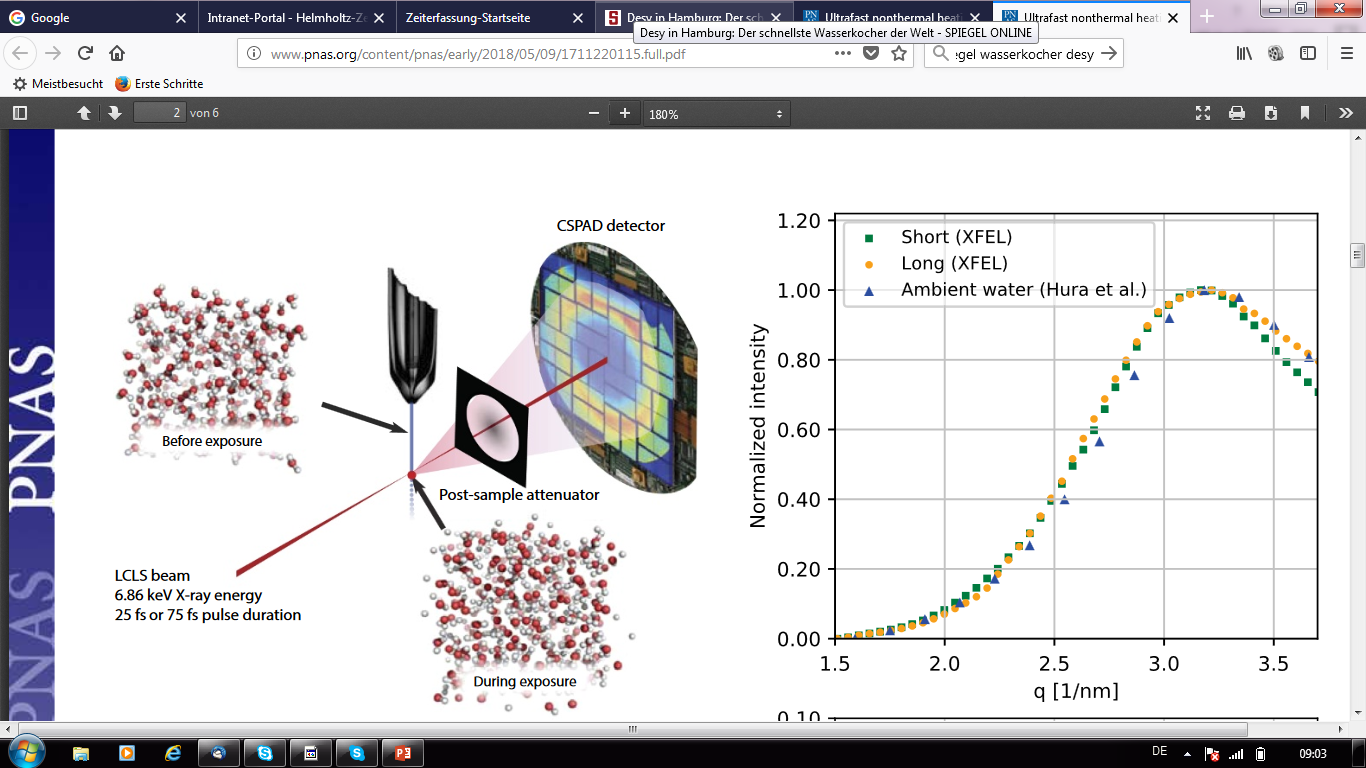 Google
Intranet-Portal - Helmholtz-Ze
Zeiterfassung-Startseite
Desy in Hamburg: Der sch
Ultrafast nonthermal heati
Ultrafast nonthermal heati
Desy in Hamburg: Der schnellste Wasserkocher der Welt - SPIEGEL ONLINE
www.pnas.org/content/pnas/early/2018/05/09/1711220115.full.pdf
egel wasserkocher desy
Meistbesucht
Erste Schritte
2 von 6
180%
PNAS
PNAS
PNAS
CSPAD detector
Before exposure
Post-sample attenuator
LCLS beam
6.86 keV X-ray energy
25 fs or 75 fs pulse duration
During exposure
1.20
1.00
0.80
0.60
0.40
0.20
0.00
Normalized intensity
Short (XFEL)
Long (XFEL)
Ambient water (Hura et al.)
1.5 2.0 2.5 3.0 3.5
q [1/nm]
0.10
DE
09:03